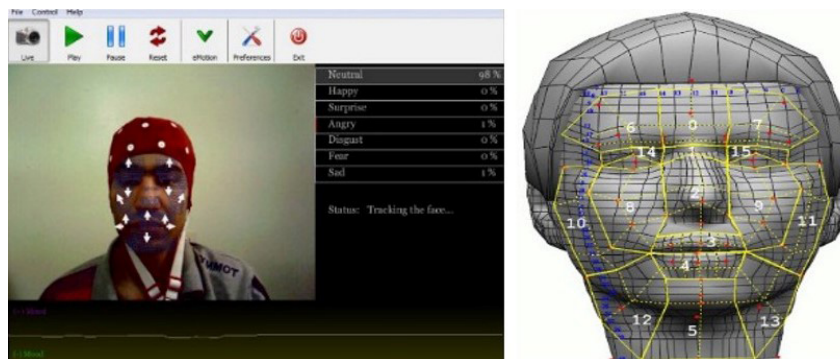 File Control Help
Live Play Pause Reset eMotion Preferences Exit
Neutral 98 %
Happy 0 %
Surprise 0 %
Angry 1 %
Disgust 0 %
Fear 0 %
Sad 1 %
Status: Tracking the face...
6 0 7
14 1 15
2
8 9
10 11
3
4
12 13
5